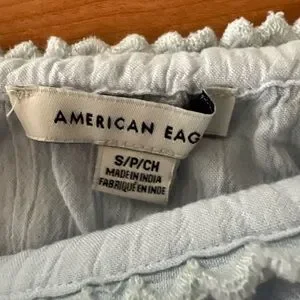 AMERICAN EAG
S/P/CH
MADE IN INDIA
FABRIQUÉ EN INDE